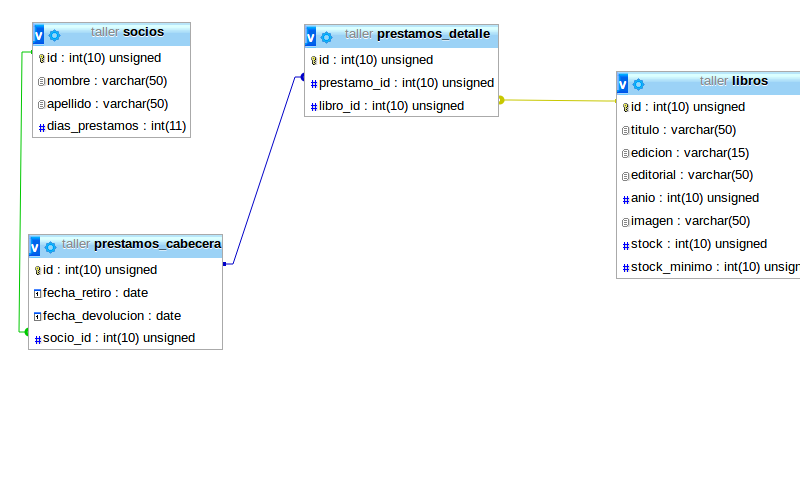 v taller socios
id : int(10) unsigned
nombre : varchar(50)
apellido : varchar(50)
# dias_prestamos : int(11)
v taller prestamos_detalle
id : int(10) unsigned
# prestamo_id : int(10) unsigned
# libro_id : int(10) unsigned
v taller libros
id : int(10) unsigned
titulo : varchar(50)
edicion : varchar(15)
editorial : varchar(50)
# anio : int(10) unsigned
imagen : varchar(50)
# stock : int(10) unsigned
# stock_minimo : int(10) unsign
v taller prestamos_cabecera
id : int(10) unsigned
fecha_retiro : date
fecha_devolucion : date
# socio_id : int(10) unsigned